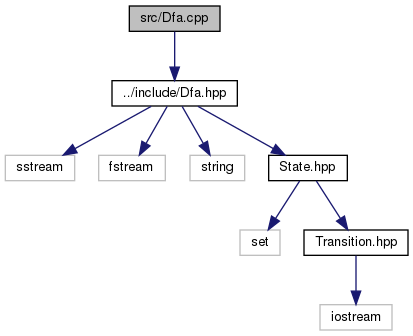 src/Dfa.cpp
../include/Dfa.hpp
sstream
fstream
string
State.hpp
set
Transition.hpp
iostream